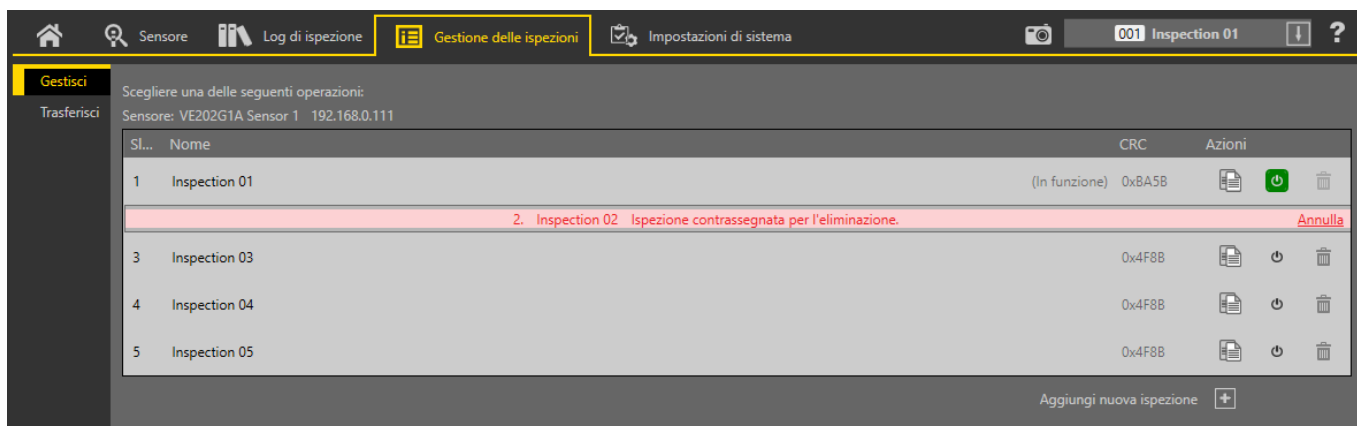 Sensore Log di ispezione Gestione delle ispezioni Impostazioni di sistema 001 Inspection 01 ?
Gestisci
Trasferisci
Scegliere una delle seguenti operazioni:
Sensore: VE202G1A Sensor 1 192.168.0.111
Sl... Nome CRC Azioni
1 Inspection 01 (In funzione) 0xBA5B
2. Inspection 02 Ispezione contrassegnata per l'eliminazione. Annulla
3 Inspection 03 0x4F8B
4 Inspection 04 0x4F8B
5 Inspection 05 0x4F8B
Aggiungi nuova ispezione +